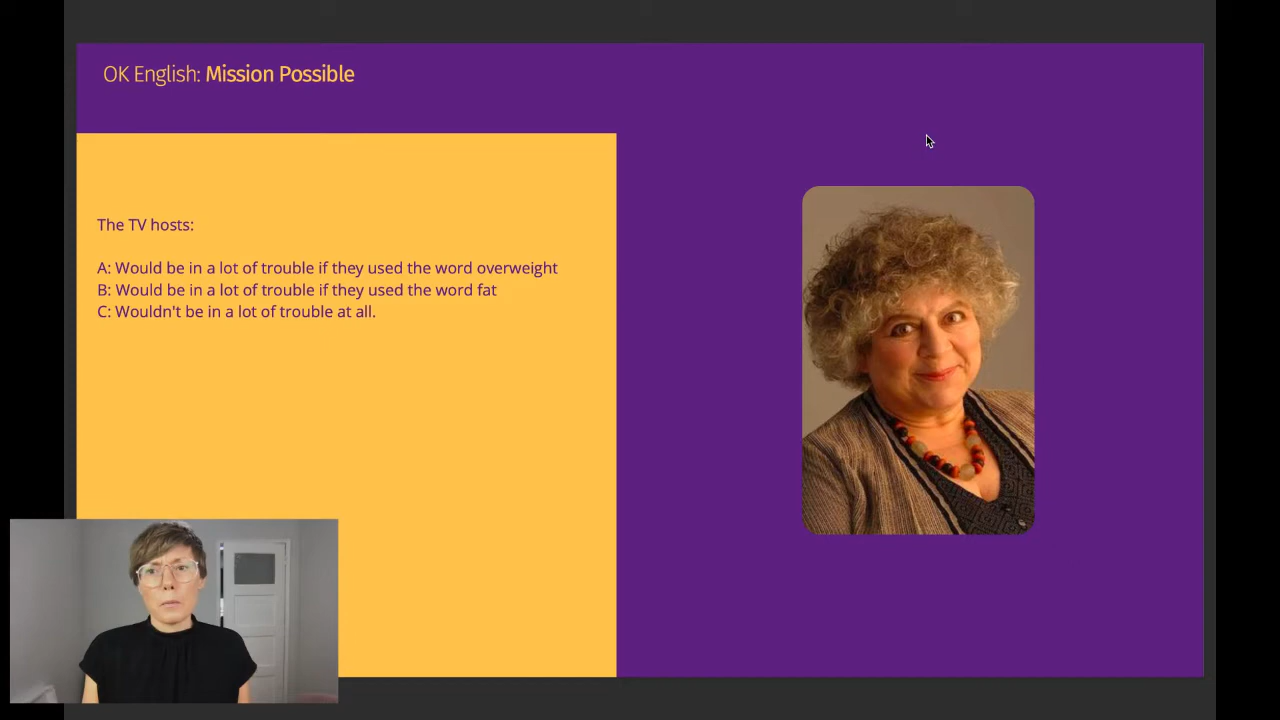 OK English: Mission Possible
The TV hosts:
A: Would be in a lot of trouble if they used the word overweight
B: Would be in a lot of trouble if they used the word fat
C: Wouldn't be in a lot of trouble at all.